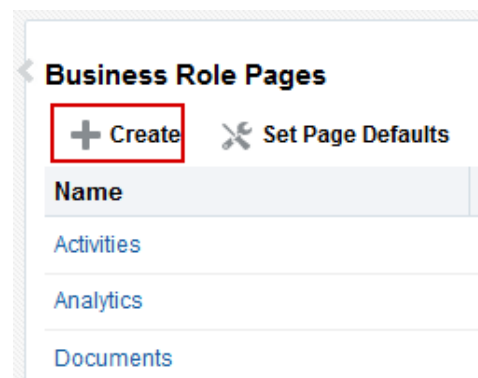 Business Role Pages
Create Set Page Defaults
Name
Activities
Analytics
Documents